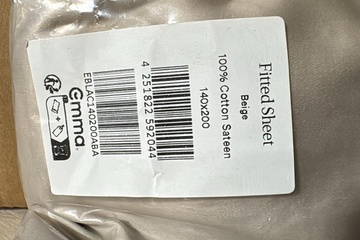 Fitted Sheet
Beige
100% Cotton Sateen
140x200
4 251822 592044
EBLAC140200ABA
emma